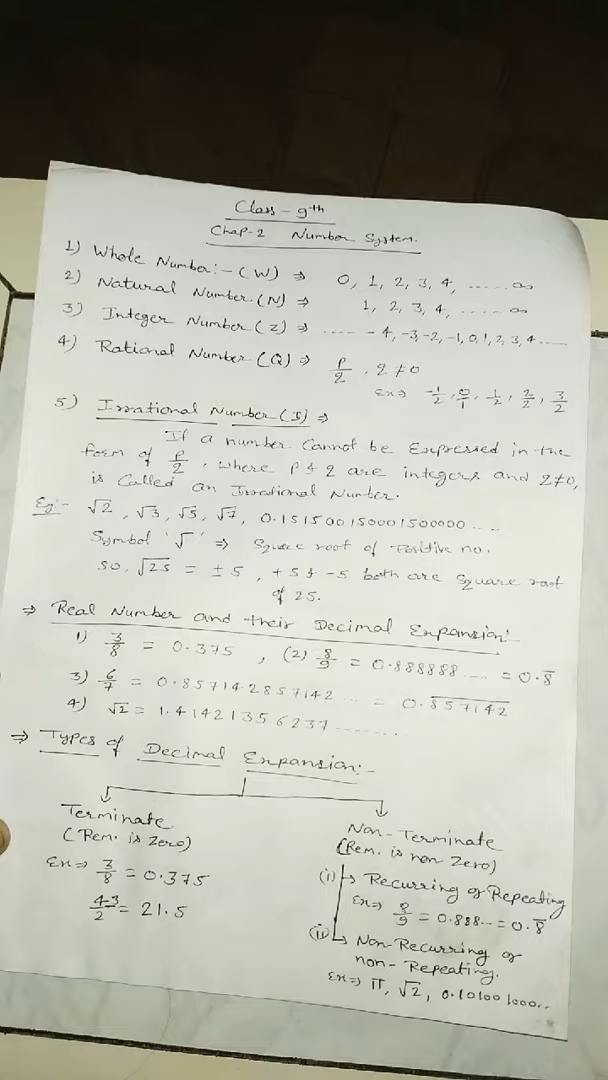 Class - 9th
Chap-2 Number System.
1) Whole Number:- (W) ⇒ 0, 1, 2, 3, 4, ...... ∞
2) Natural Number (N) ⇒ 1, 2, 3, 4, ...... ∞
3) Integer Number (Z) ⇒ ...... -4, -3, -2, -1, 0, 1, 2, 3, 4 ......
4) Rational Number (Q) ⇒ p/q, q ≠ 0
Ex⇒ -1/2, 0/1, 1/2, 2/2, 3/2
5) Irrational Number (I) ⇒
If a number cannot be Expressed in the
form of p/q, where p & q are integers and q≠0,
is called an Irrational Number.
Eg:- √2, √3, √5, √7, 0.151500150001500000 ....
Symbol '√' ⇒ Square root of Positive no.
so, √25 = ±5, +5 & -5 both are square root
of 25.
⇒ Real Number and their Decimal Expansion:-
1) 3/8 = 0.375, (2) 8/9 = 0.888888.... = 0.8̅
3) 6/7 = 0.857142857142 ... = 0.8̅5̅7̅1̅4̅2̅
4) √2 = 1.41421356237........
⇒ Types of Decimal Expansion:-
Terminate
(Rem. is Zero)
Ex⇒ 3/8 = 0.375
43/2 = 21.5
Non-Terminate
(Rem. is non Zero)
(i) ↳ Recurring or Repeating
Ex⇒ 8/9 = 0.888.. = 0.8̅
(ii) ↳ Non-Recurring or
non-Repeating.
Ex⇒ π, √2, 0.101001000..